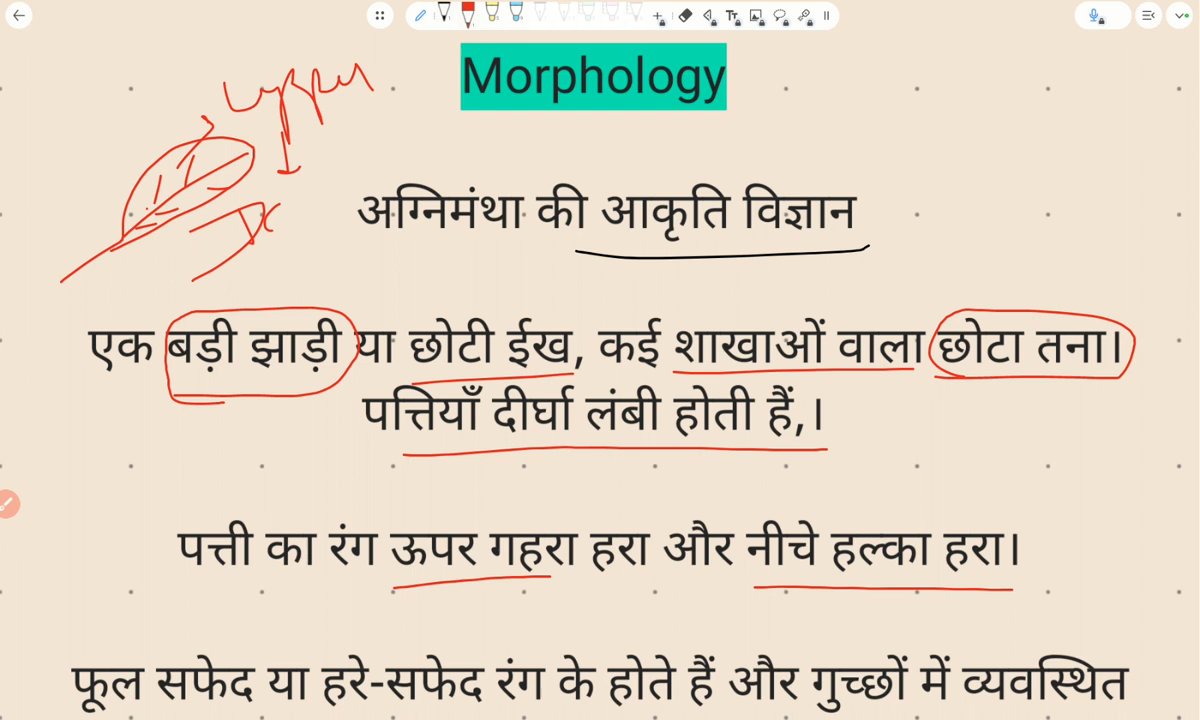 Morphology
अग्निमंथा की आकृति विज्ञान
एक बड़ी झाड़ी या छोटी ईख, कई शाखाओं वाला छोटा तना।
पत्तियाँ दीर्घा लंबी होती हैं,।
पत्ती का रंग ऊपर गहरा हरा और नीचे हल्का हरा।
फूल सफेद या हरे-सफेद रंग के होते हैं और गुच्छों में व्यवस्थित